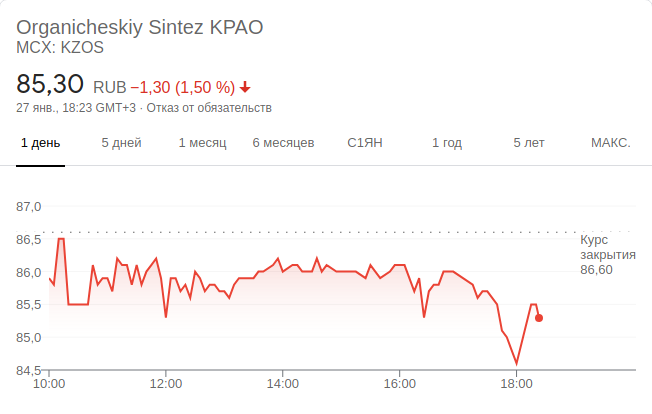 Organicheskiy Sintez KPAO
MCX: KZOS
85,30 RUB −1,30 (1,50 %)
27 янв., 18:23 GMT+3 · Отказ от обязательств
1 день 5 дней 1 месяц 6 месяцев С1ЯН 1 год 5 лет МАКС.
87,0
86,5
86,0
85,5
85,0
84,5
Курс
закрытия
86,60
10:00 12:00 14:00 16:00 18:00